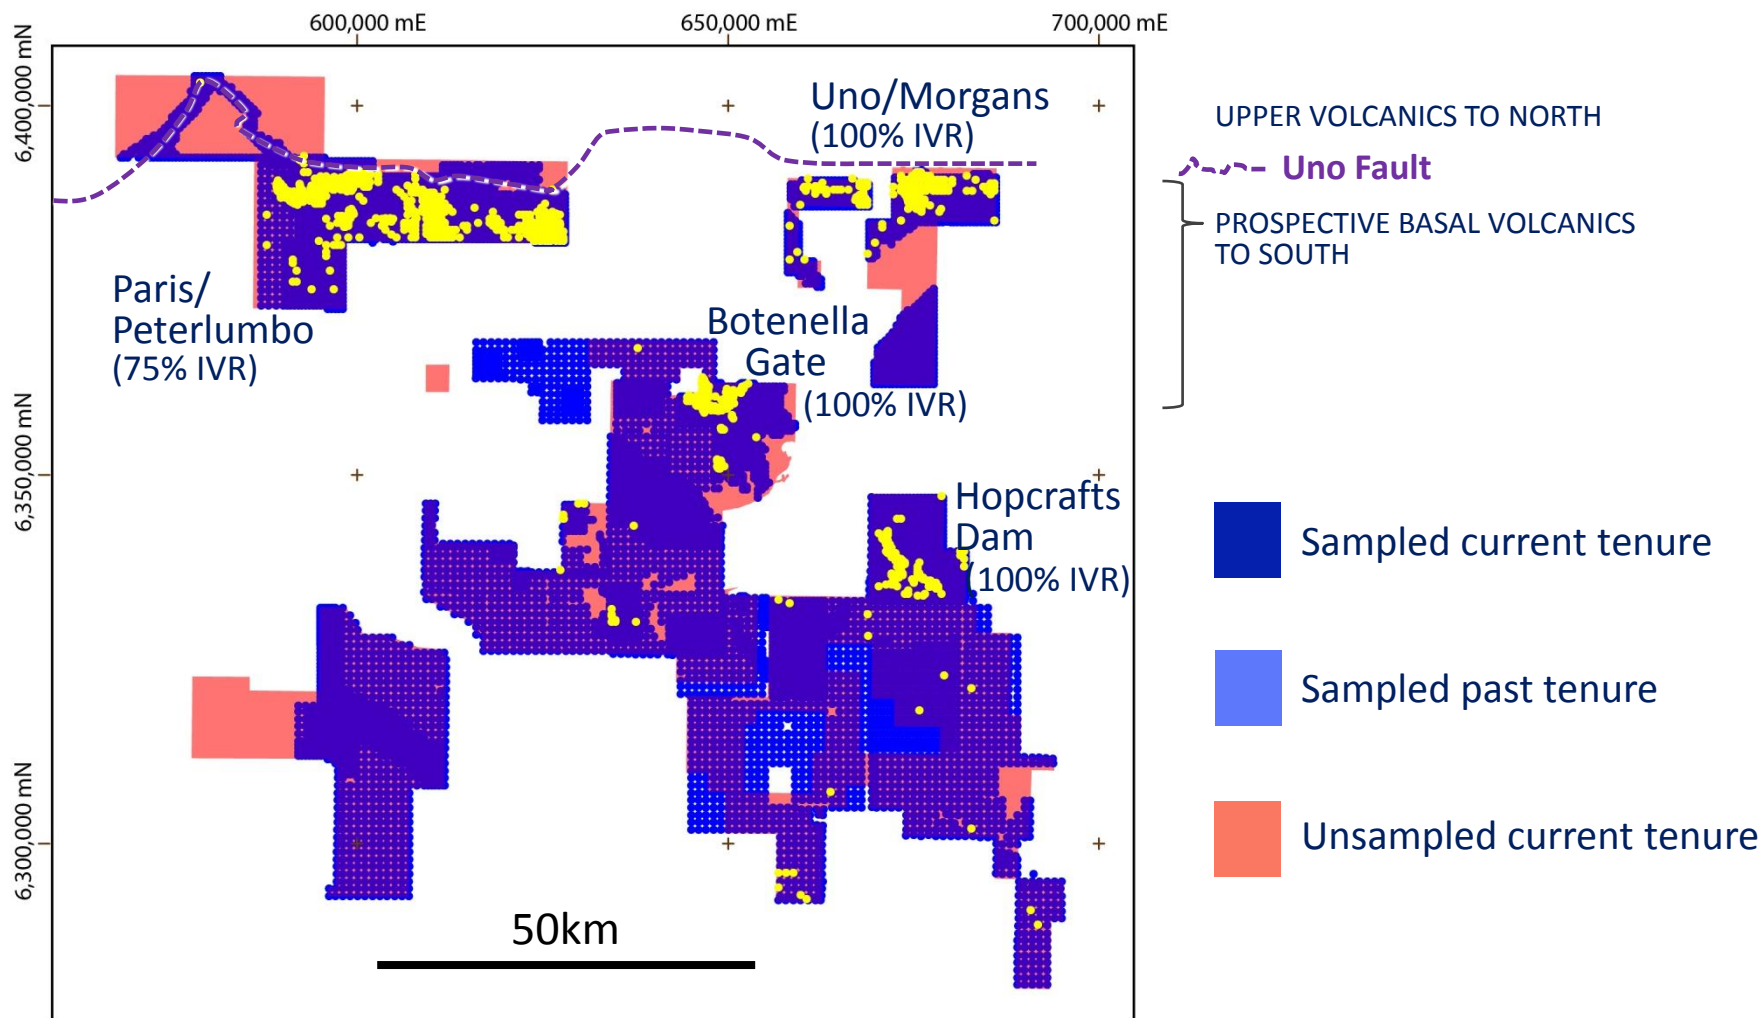 600,000 mE
650,000 mE
700,000 mE
6,400,000 mN
6,350,000 mN
6,300,000 mN
Uno/Morgans
(100% IVR)
Paris/
Peterlumbo
(75% IVR)
Botenella
Gate
(100% IVR)
Hopcrafts
Dam
(100% IVR)
50km
UPPER VOLCANICS TO NORTH
Uno Fault
PROSPECTIVE BASAL VOLCANICS
TO SOUTH
Sampled current tenure
Sampled past tenure
Unsampled current tenure